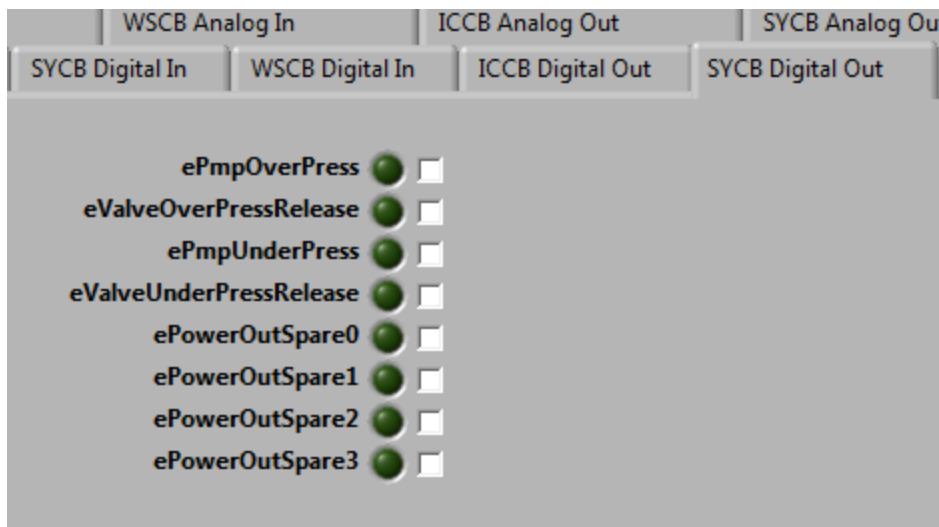 WSCB Analog In ICCB Analog Out SYCB Analog Ou
SYCB Digital In WSCB Digital In ICCB Digital Out SYCB Digital Out
ePmpOverPress
eValveOverPressRelease
ePmpUnderPress
eValveUnderPressRelease
ePowerOutSpare0
ePowerOutSpare1
ePowerOutSpare2
ePowerOutSpare3